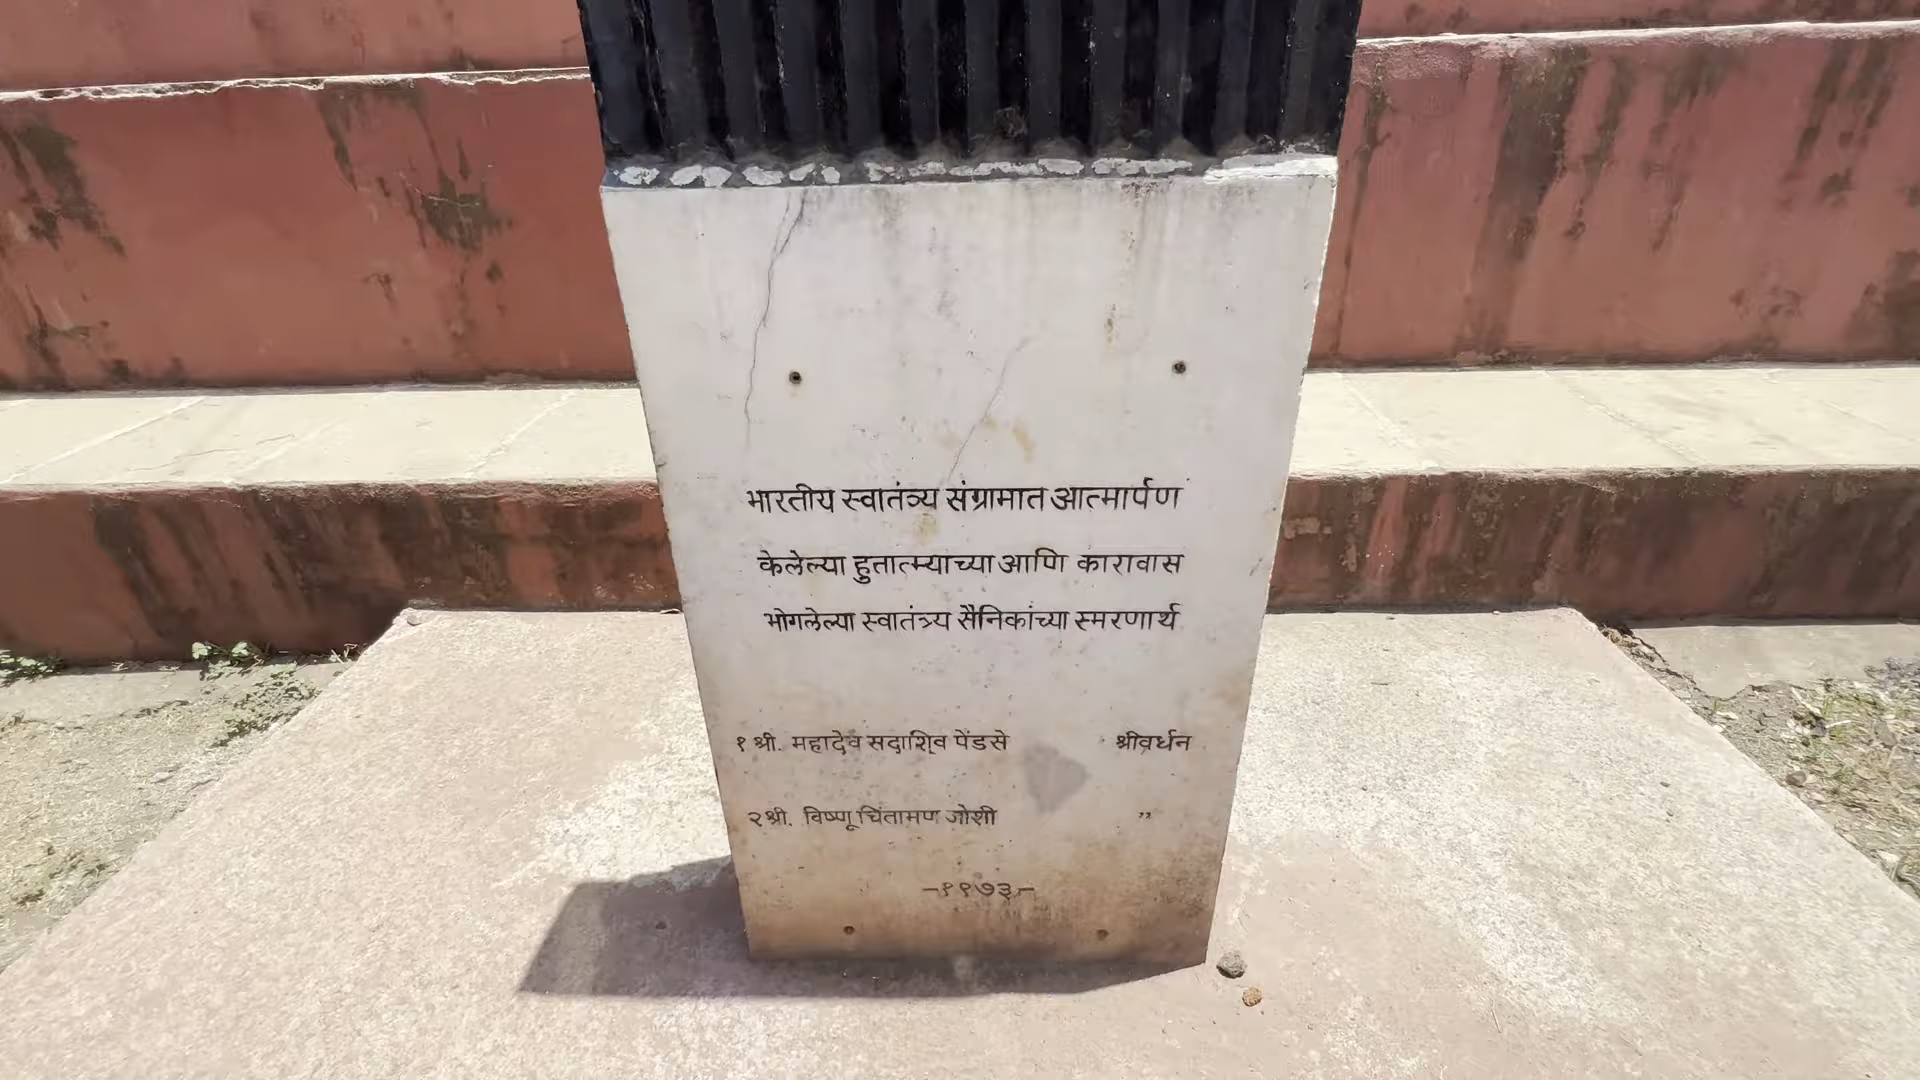 भारतीय स्वातंत्र्य संग्रामात आत्मार्पण
केलेल्या हुतात्म्याच्या आणि कारावास
भोगलेल्या स्वातंत्र्य सैनिकांच्या स्मरणार्थ
१ श्री. महादेव सदाशिव पेंडसे श्रीवर्धन
२ श्री. विष्णू चिंतामण जोशी ”
–१९७३–